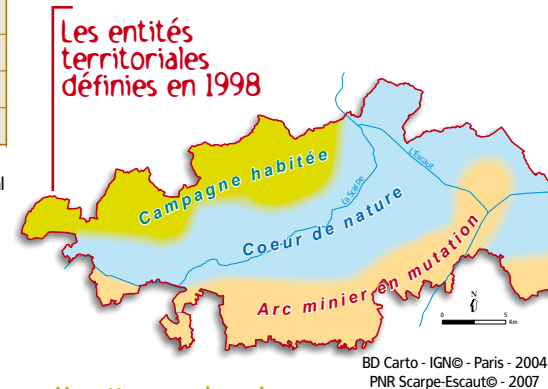 Les entités
territoriales
définies en 1998
al
Campagne habitée
L'Escaut
La Scarpe
Coeur de nature
Arc minier en mutation
N
0 5
Km
BD Carto - IGN© - Paris - 2004
PNR Scarpe-Escaut© - 2007